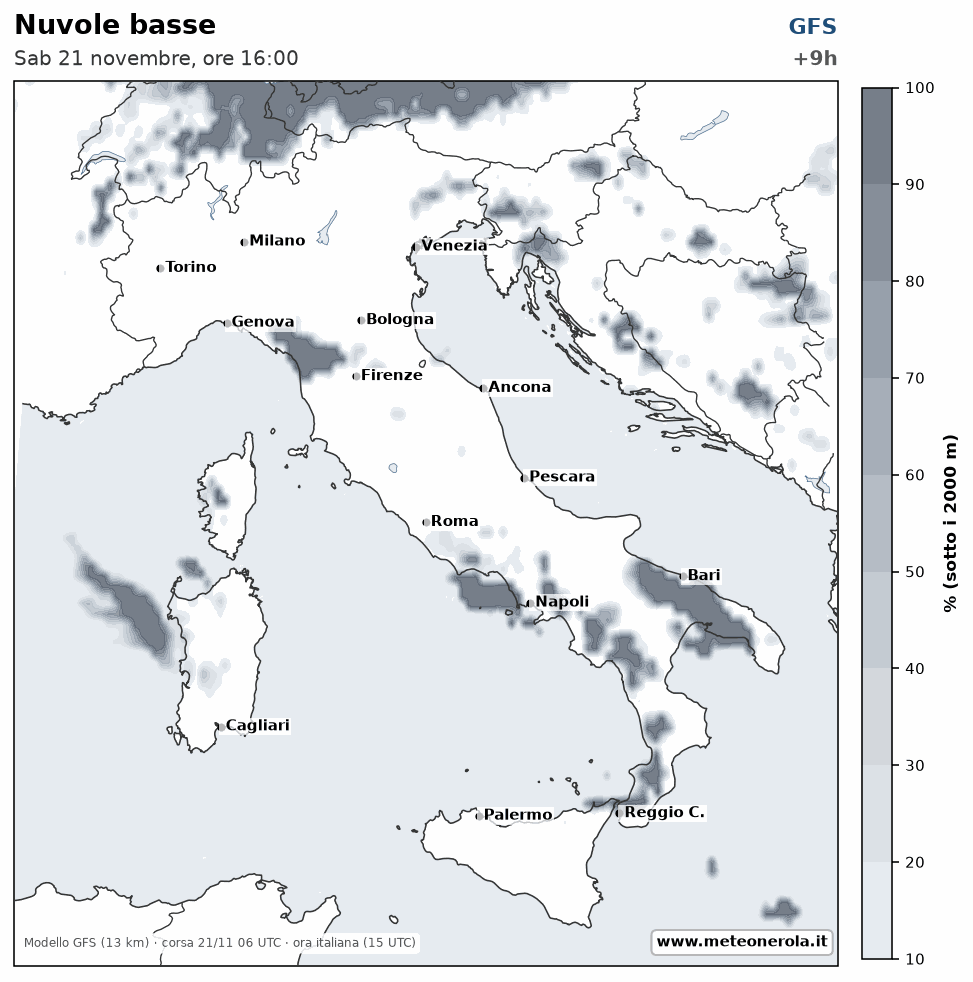 Nuvole basse
GFS
Sab 21 novembre, ore 16:00
+9h
Milano
Venezia
Torino
Genova
Bologna
Firenze
Ancona
Pescara
Roma
Bari
Napoli
Cagliari
Palermo
Reggio C.
100
90
80
70
60
50
40
30
20
10
% (sotto i 2000 m)
Modello GFS (13 km) · corsa 21/11 06 UTC · ora italiana (15 UTC)
www.meteonerola.it